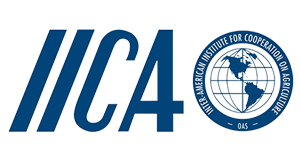 IICA
INTER-AMERICAN INSTITUTE FOR COOPERATION ON AGRICULTURE
- OAS -